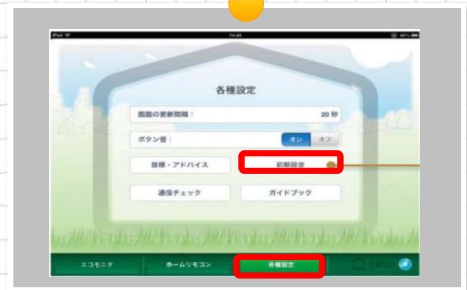 iPad
各種設定
画面の更新間隔： 20 秒
ボタン音： オン オフ
目標・アドバイス 初期設定
通信チェック ガイドブック
エコモニタ ホームリモコン 各種設定